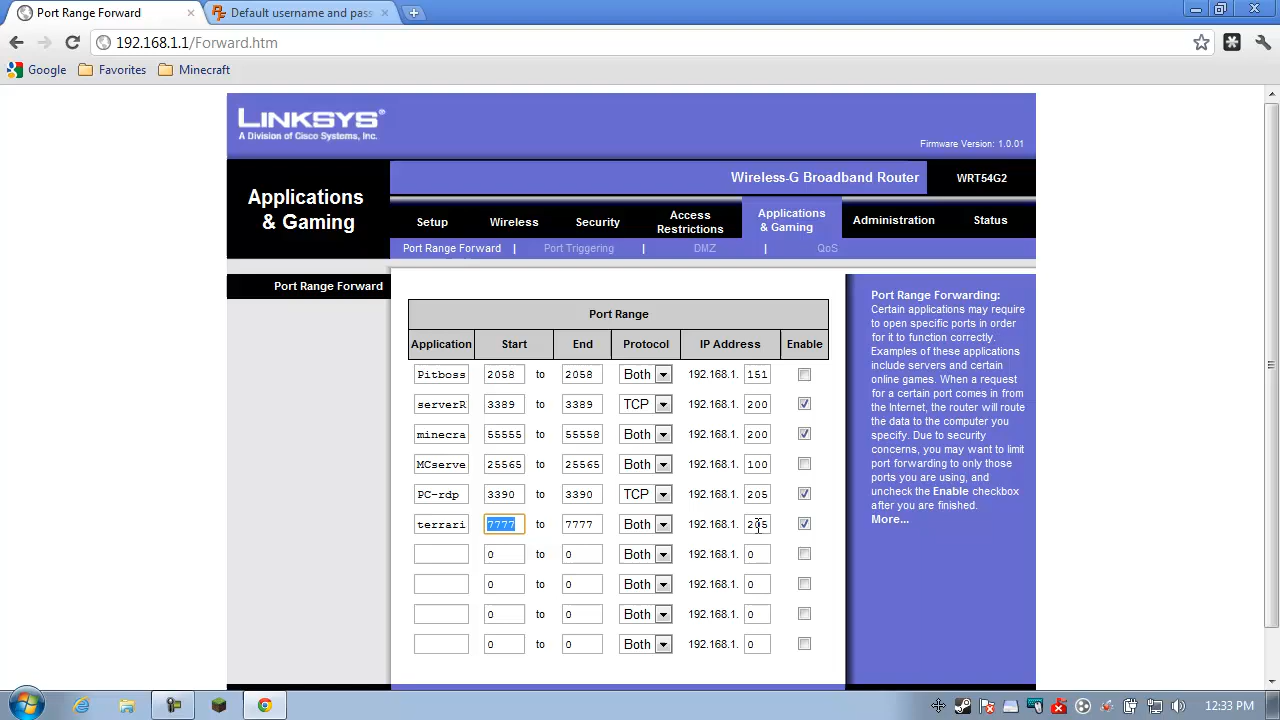 Port Range Forward
Default username and pas
192.168.1.1/Forward.htm
Google
Favorites
Minecraft
LINKSYS®
A Division of Cisco Systems, Inc.
Firmware Version: 1.0.01
Applications & Gaming
Wireless-G Broadband Router
WRT54G2
Setup
Wireless
Security
Access Restrictions
Applications & Gaming
Administration
Status
Port Range Forward | Port Triggering | DMZ | QoS
Port Range Forward
Port Range
Application Start End Protocol IP Address Enable
Pitboss 2058 to 2058 Both 192.168.1. 151
serverR 3389 to 3389 TCP 192.168.1. 200
minecra 55555 to 55558 Both 192.168.1. 200
MCserve 25565 to 25565 Both 192.168.1. 100
PC-rdp 3390 to 3390 TCP 192.168.1. 205
terrari 7777 to 7777 Both 192.168.1. 205
0 to 0 Both 192.168.1. 0
0 to 0 Both 192.168.1. 0
0 to 0 Both 192.168.1. 0
0 to 0 Both 192.168.1. 0
Port Range Forwarding:
Certain applications may require
to open specific ports in order
for it to function correctly.
Examples of these applications
include servers and certain
online games. When a request
for a certain port comes in from
the Internet, the router will route
the data to the computer you
specify. Due to security
concerns, you may want to limit
port forwarding to only those
ports you are using, and
uncheck the Enable checkbox
after you are finished.
More...
12:33 PM